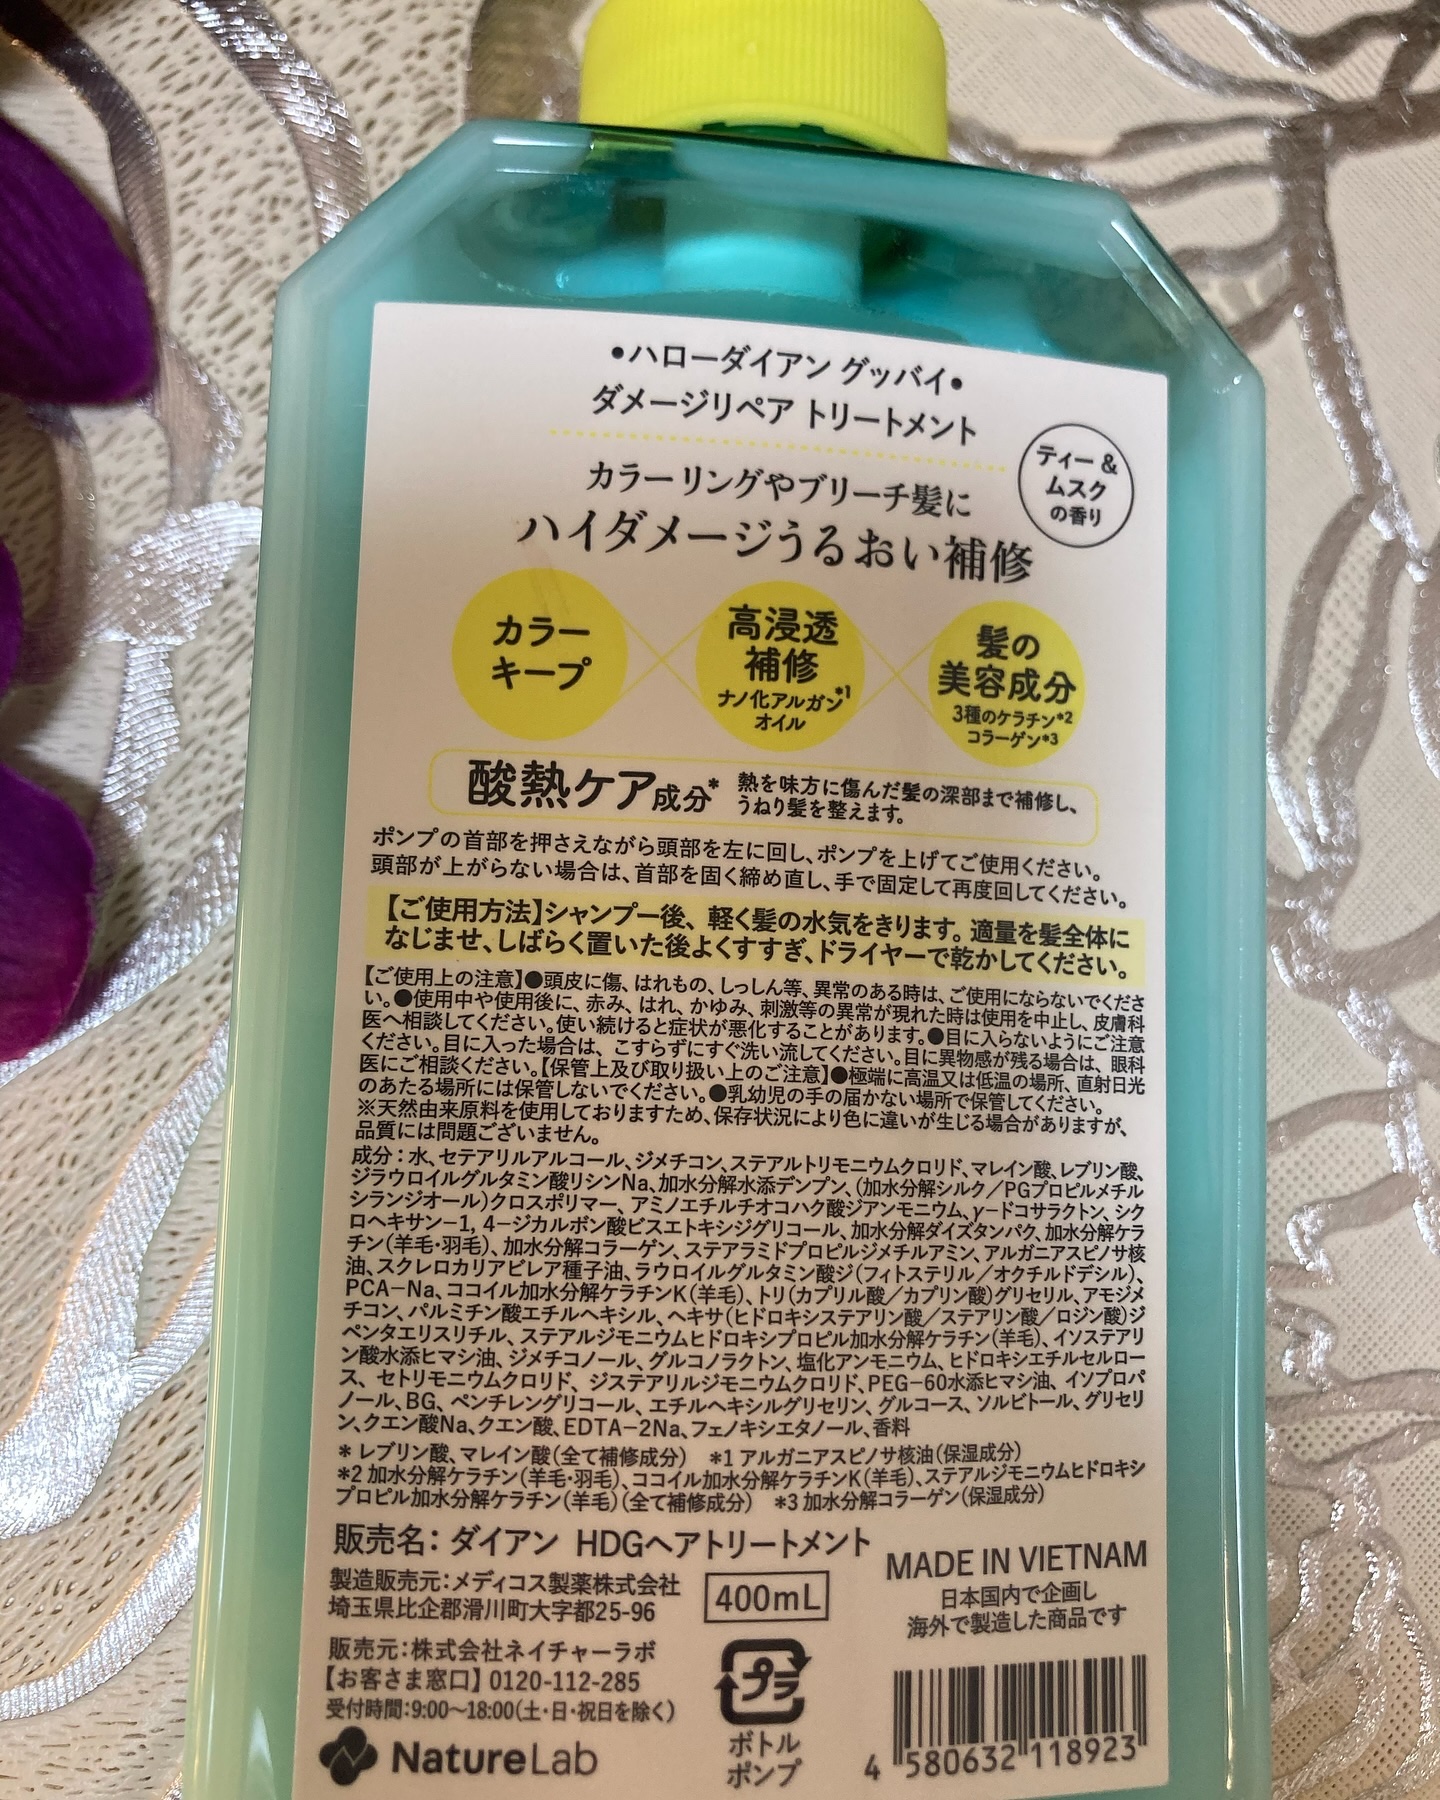 •ハローダイアン グッバイ•
ダメージリペア トリートメント
ティー&
ムスク
の香り
カラーリングやブリーチ髪に
ハイダメージうるおい補修
カラー
キープ
高浸透
補修
ナノ化アルガン*1
オイル
髪の
美容成分
3種のケラチン*2
コラーゲン*3
酸熱ケア成分*
熱を味方に傷んだ髪の深部まで補修し、
うねり髪を整えます。
ポンプの首部を押さえながら頭部を左に回し、ポンプを上げてご使用ください。
頭部が上がらない場合は、首部を固く締め直し、手で固定して再度回してください。
【ご使用方法】シャンプー後、軽く髪の水気をきります。適量を髪全体に
なじませ、しばらく置いた後よくすすぎ、ドライヤーで乾かしてください。
【ご使用上の注意】●頭皮に傷、はれもの、しっしん等、異常のある時は、ご使用にならないでくださ
い。●使用中や使用後に、赤み、はれ、かゆみ、刺激等の異常が現れた時は使用を中止し、皮膚科
医へ相談してください。使い続けると症状が悪化することがあります。●目に入らないようにご注意
ください。目に入った場合は、こすらずにすぐ洗い流してください。目に異物感が残る場合は、眼科
医にご相談ください。【保管上及び取り扱い上のご注意】●極端に高温又は低温の場所、直射日光
のあたる場所には保管しないでください。●乳幼児の手の届かない場所で保管してください。
※天然由来原料を使用しておりますため、保存状況により色に違いが生じる場合がありますが、
品質には問題ございません。
成分：水、セテアリルアルコール、ジメチコン、ステアルトリモニウムクロリド、マレイン酸、レブリン酸、
ジラウロイルグルタミン酸リシンNa、加水分解水添デンプン、(加水分解シルク／PGプロピルメチル
シランジオール)クロスポリマー、アミノエチルチオコハク酸ジアンモニウム、γ－ドコサラクトン、シク
ロヘキサン－1, 4－ジカルボン酸ビスエトキシジグリコール、加水分解ダイズタンパク、加水分解ケラ
チン(羊毛・羽毛)、加水分解コラーゲン、ステアラミドプロピルジメチルアミン、アルガニアスピノサ核
油、スクレロカリアビレア種子油、ラウロイルグルタミン酸ジ(フィトステリル／オクチルドデシル)、
PCA－Na、ココイル加水分解ケラチンK(羊毛)、トリ(カプリル酸／カプリン酸)グリセリル、アモジメ
チコン、パルミチン酸エチルヘキシル、ヘキサ(ヒドロキシステアリン酸／ステアリン酸／ロジン酸)ジ
ペンタエリスリチル、ステアルジモニウムヒドロキシプロピル加水分解ケラチン(羊毛)、イソステアリ
ン酸水添ヒマシ油、ジメチコノール、グルコノラクトン、塩化アンモニウム、ヒドロキシエチルセルロー
ス、セトリモニウムクロリド、ジステアリルジモニウムクロリド、PEG－60水添ヒマシ油、イソプロパ
ノール、BG、ペンチレングリコール、エチルヘキシルグリセリン、グルコース、ソルビトール、グリセリ
ン、クエン酸Na、クエン酸、EDTA－2Na、フェノキシエタノール、香料
* レブリン酸、マレイン酸(全て補修成分) *1 アルガニアスピノサ核油(保湿成分)
*2 加水分解ケラチン(羊毛・羽毛)、ココイル加水分解ケラチンK(羊毛)、ステアルジモニウムヒドロキシ
プロピル加水分解ケラチン(羊毛)(全て補修成分) *3 加水分解コラーゲン(保湿成分)
販売名：ダイアン HDGヘアトリートメント
製造販売元：メディコス製薬株式会社
埼玉県比企郡滑川町大字都25-96
400mL
MADE IN VIETNAM
日本国内で企画し
海外で製造した商品です
販売元：株式会社ネイチャーラボ
【お客さま窓口】0120-112-285
受付時間：9:00〜18:00(土・日・祝日を除く)
NatureLab
プラ
ボトル
ポンプ
4 580632 118923